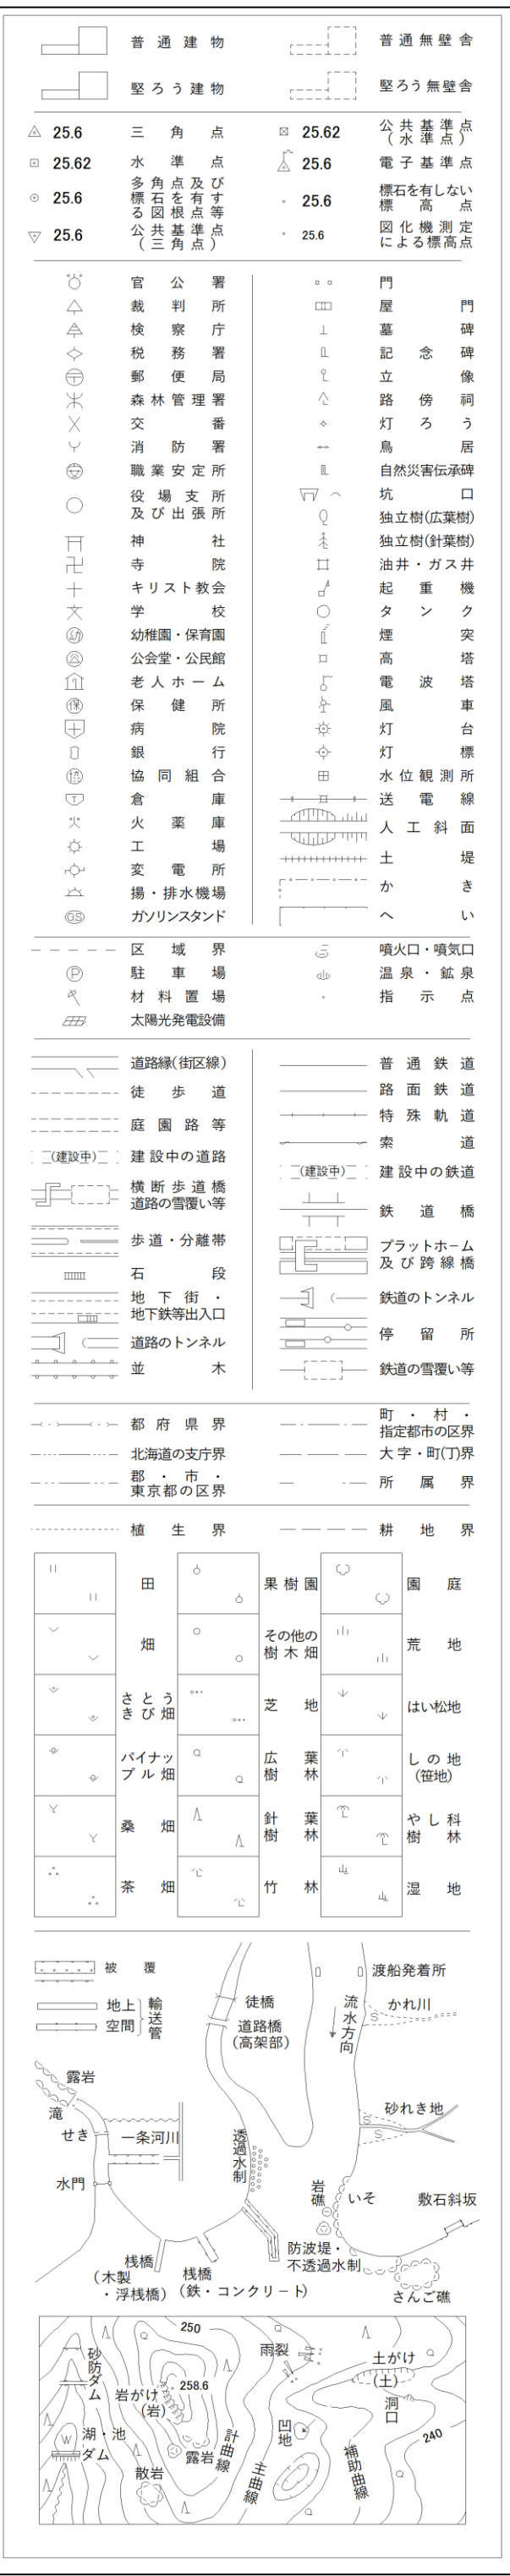 普通建物
普通無壁舎
堅ろう建物
堅ろう無壁舎
25.6 三角点
25.62 公共基準点
(水準点)
25.62 水準点
25.6 電子基準点
25.6 多角点及び
標石を有す
る図根点等
25.6 標石を有しない
標高点
25.6 公共基準点
(三角点)
25.6 図化機測定
による標高点
官公署
裁判所
検察庁
税務署
郵便局
森林管理署
交番
消防署
職業安定所
役場支所
及び出張所
神社
寺院
キリスト教会
学校
幼 幼稚園・保育園
公 公会堂・公民館
老人ホーム
保 保健所
病院
銀行
協 協同組合
倉庫
火薬庫
工場
変電所
揚・排水機場
GS ガソリンスタンド
門
屋門
墓碑
記念碑
立像
路傍祠
灯ろう
鳥居
自然災害伝承碑
坑口
独立樹(広葉樹)
独立樹(針葉樹)
油井・ガス井
起重機
タンク
煙突
高塔
電波塔
風車
灯台
灯標
水位観測所
送電線
人工斜面
土堤
かき
へい
区域界
P 駐車場
材料置場
太陽光発電設備
噴火口・噴気口
温泉・鉱泉
指示点
道路縁(街区線)
徒歩道
庭園路等
(建設中) 建設中の道路
横断歩道橋
道路の雪覆い等
歩道・分離帯
石段
地下街・
地下鉄等出入口
道路のトンネル
並木
普通鉄道
路面鉄道
特殊軌道
索道
(建設中) 建設中の鉄道
鉄道橋
プラットホーム
及び跨線橋
鉄道のトンネル
停留所
鉄道の雪覆い等
都府県界
北海道の支庁界
郡・市・
東京都の区界
町・村・
指定都市の区界
大字・町(丁)界
所属界
植生界
耕地界
田
果樹園
園庭
畑
その他の
樹木畑
荒地
さとう
きび畑
芝地
はい松地
パイナッ
プル畑
広葉
樹林
しの地
(笹地)
桑畑
針葉
樹林
やし科
樹林
茶畑
竹林
湿地
被覆
地上
空間
輸送管
徒橋
道路橋
(高架部)
渡船発着所
流水方向
かれ川
S
露岩
滝
せき
一条河川
水門
透過水制
砂れき地
S
S
岩礁
いそ
敷石斜坂
防波堤・
不透過水制
さんご礁
桟橋
(木製
・浮桟橋)
桟橋
(鉄・コンクリート)
250
砂防ダム
岩がけ
(岩)
258.6
雨裂
土がけ
(土)
洞口
湖・池
W
ダム
露岩
散岩
計曲線
主曲線
凹地
補助曲線
240